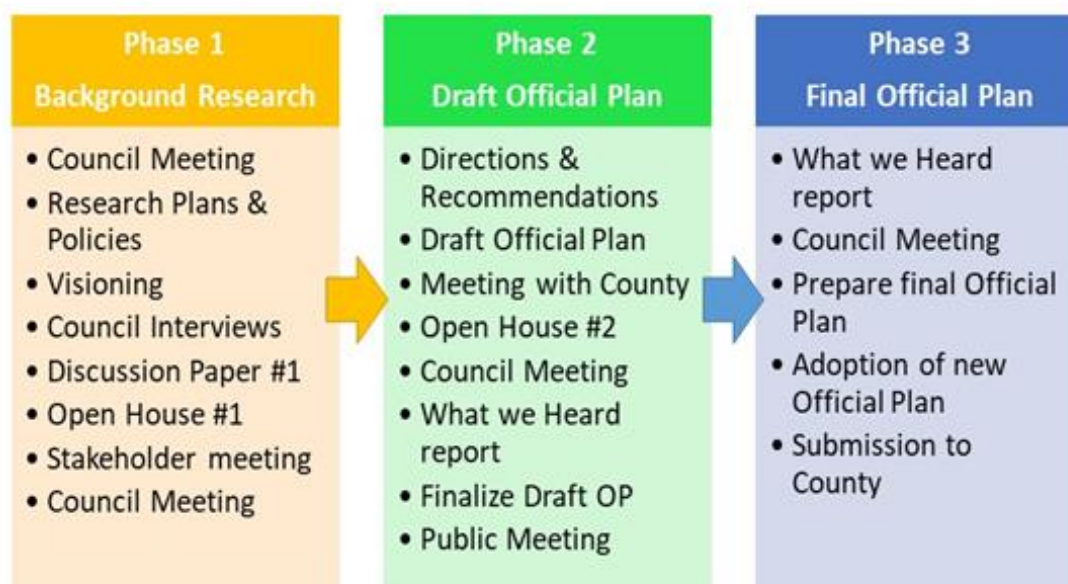 Phase 1
Background Research
• Council Meeting
• Research Plans &
Policies
• Visioning
• Council Interviews
• Discussion Paper #1
• Open House #1
• Stakeholder meeting
• Council Meeting
Phase 2
Draft Official Plan
• Directions &
Recommendations
• Draft Official Plan
• Meeting with County
• Open House #2
• Council Meeting
• What we Heard
report
• Finalize Draft OP
• Public Meeting
Phase 3
Final Official Plan
• What we Heard
report
• Council Meeting
• Prepare final Official
Plan
• Adoption of new
Official Plan
• Submission to
County